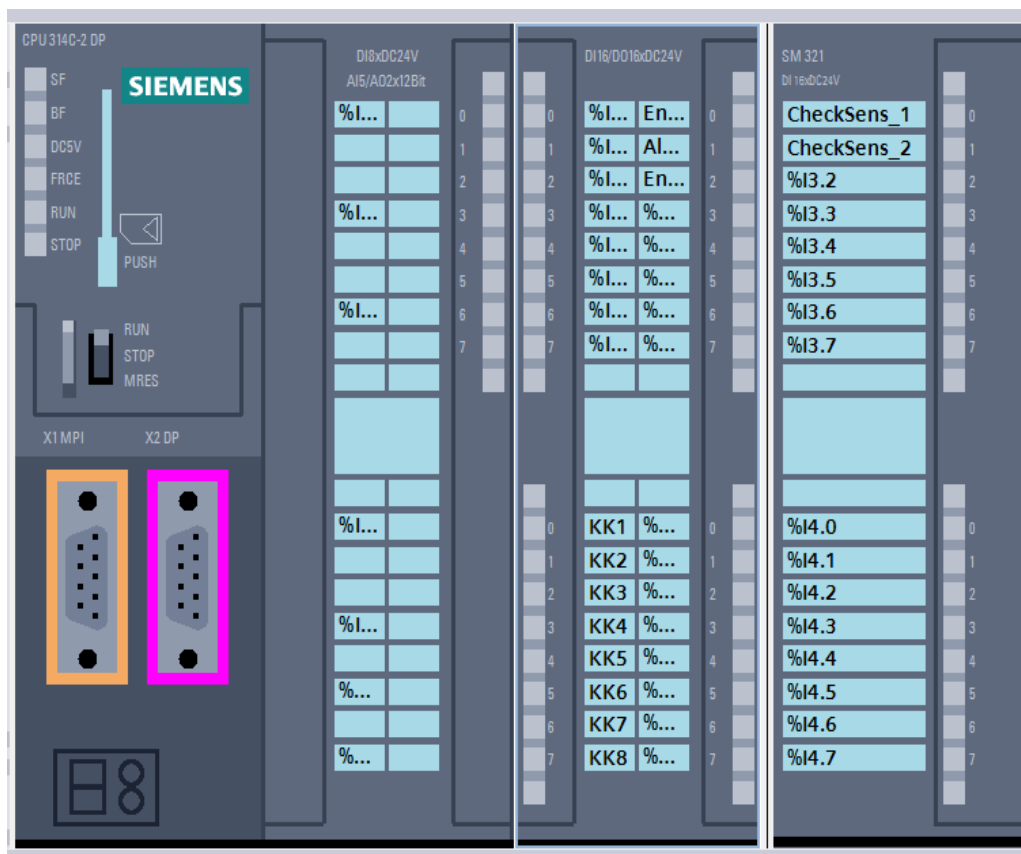 CPU 314C-2 DP
SF
SIEMENS
BF
DC5V
FRCE
RUN
STOP
PUSH
RUN
STOP
MRES
X1 MPI X2 DP
DI8xDC24V
AI5/AO2x12Bit
%I... 0
1
2
%I... 3
4
5
%I... 6
7
%I...
%I...
%...
%...
DI16/DO16xDC24V
0 %I... En... 0
1 %I... Al... 1
2 %I... En... 2
3 %I... %... 3
4 %I... %... 4
5 %I... %... 5
6 %I... %... 6
7 %I... %... 7
0 KK1 %... 0
1 KK2 %... 1
2 KK3 %... 2
3 KK4 %... 3
4 KK5 %... 4
5 KK6 %... 5
6 KK7 %... 6
7 KK8 %... 7
SM 321
DI 16xDC24V
CheckSens_1 0
CheckSens_2 1
%I3.2 2
%I3.3 3
%I3.4 4
%I3.5 5
%I3.6 6
%I3.7 7
%I4.0 0
%I4.1 1
%I4.2 2
%I4.3 3
%I4.4 4
%I4.5 5
%I4.6 6
%I4.7 7